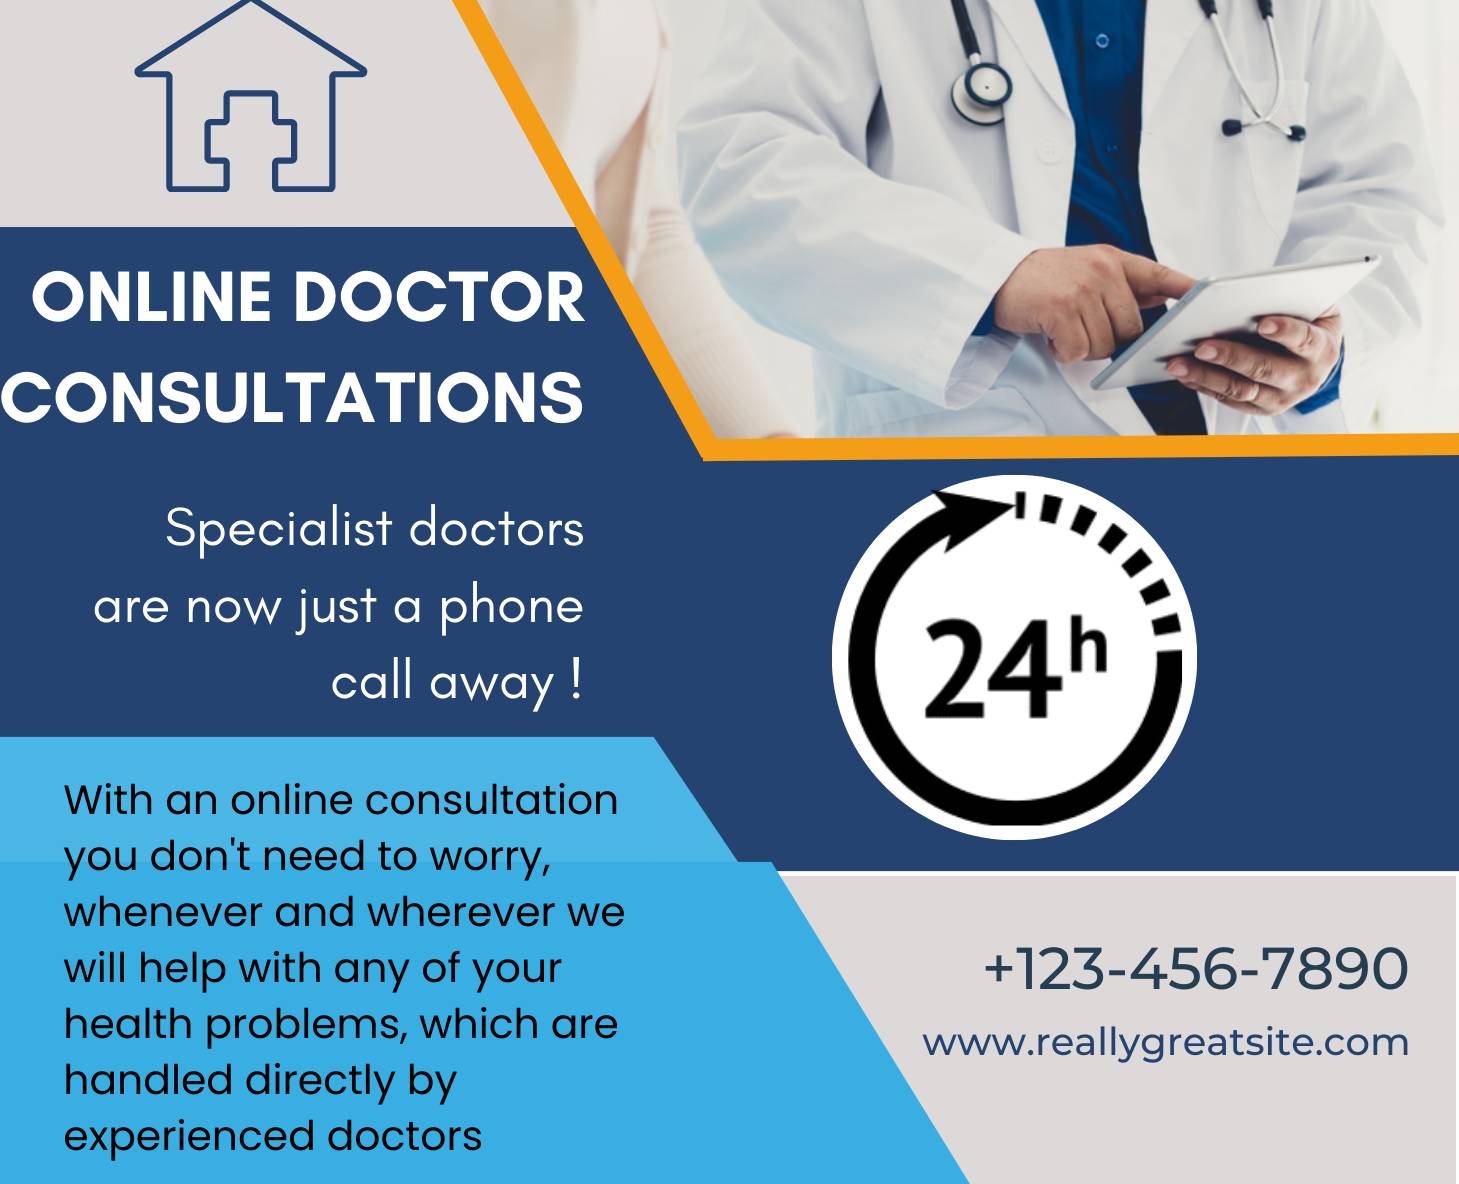 ONLINE DOCTOR
CONSULTATIONS
Specialist doctors
are now just a phone
call away !
24h
With an online consultation
you don't need to worry,
whenever and wherever we
will help with any of your
health problems, which are
handled directly by
experienced doctors
+123-456-7890
www.reallygreatsite.com